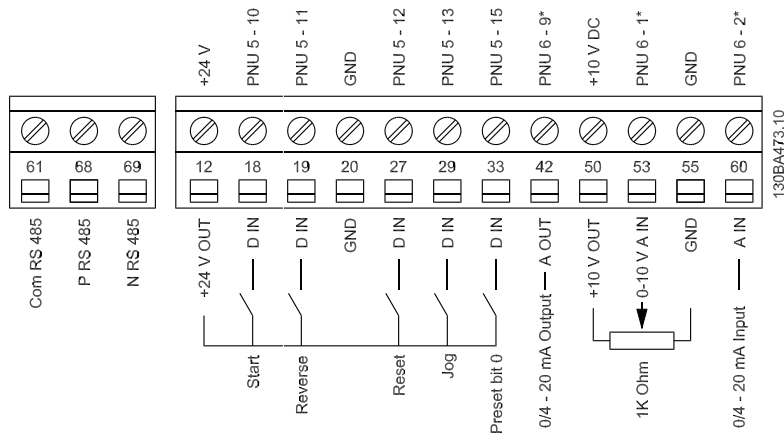 +24 V
PNU 5 - 10
PNU 5 - 11
GND
PNU 5 - 12
PNU 5 - 13
PNU 5 - 15
PNU 6 - 9*
+10 V DC
PNU 6 - 1*
GND
PNU 6 - 2*
61 68 69
12 18 19 20 27 29 33 42 50 53 55 60
130BA473.10
Com RS 485
P RS 485
N RS 485
+24 V OUT
D IN
D IN
GND
D IN
D IN
D IN
0/4 - 20 mA Output — A OUT
+10 V OUT
0-10 V A IN
GND
0/4 - 20 mA Input — A IN
Start
Reverse
Reset
Jog
Preset bit 0
1K Ohm